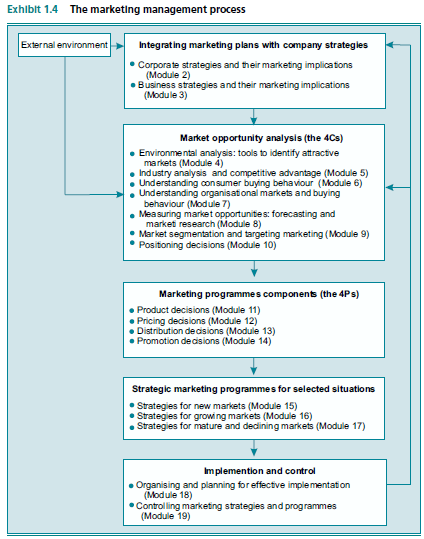 Exhibit 1.4 The marketing management process
External environment
Integrating marketing plans with company strategies
• Corporate strategies and their marketing implications
(Module 2)
• Business strategies and their marketing implications
(Module 3)
Market opportunity analysis (the 4Cs)
• Environmental analysis: tools to identify attractive
markets (Module 4)
• Industry analysis and competitive advantage (Module 5)
• Understanding consumer buying behaviour (Module 6)
• Understanding organisational markets and buying
behaviour (Module 7)
• Measuring market opportunities: forecasting and
marketi research (Module 8)
• Market segmentation and targeting marketing (Module 9)
• Positioning decisions (Module 10)
Marketing programmes components (the 4Ps)
• Product decisions (Module 11)
• Pricing decisions (Module 12)
• Distribution decisions (Module 13)
• Promotion decisions (Module 14)
Strategic marketing programmes for selected situations
• Strategies for new markets (Module 15)
• Strategies for growing markets (Module 16)
• Strategies for mature and declining markets (Module 17)
Implemention and control
• Organising and planning for effective implementation
(Module 18)
• Controlling marketing strategies and programmes
(Module 19)